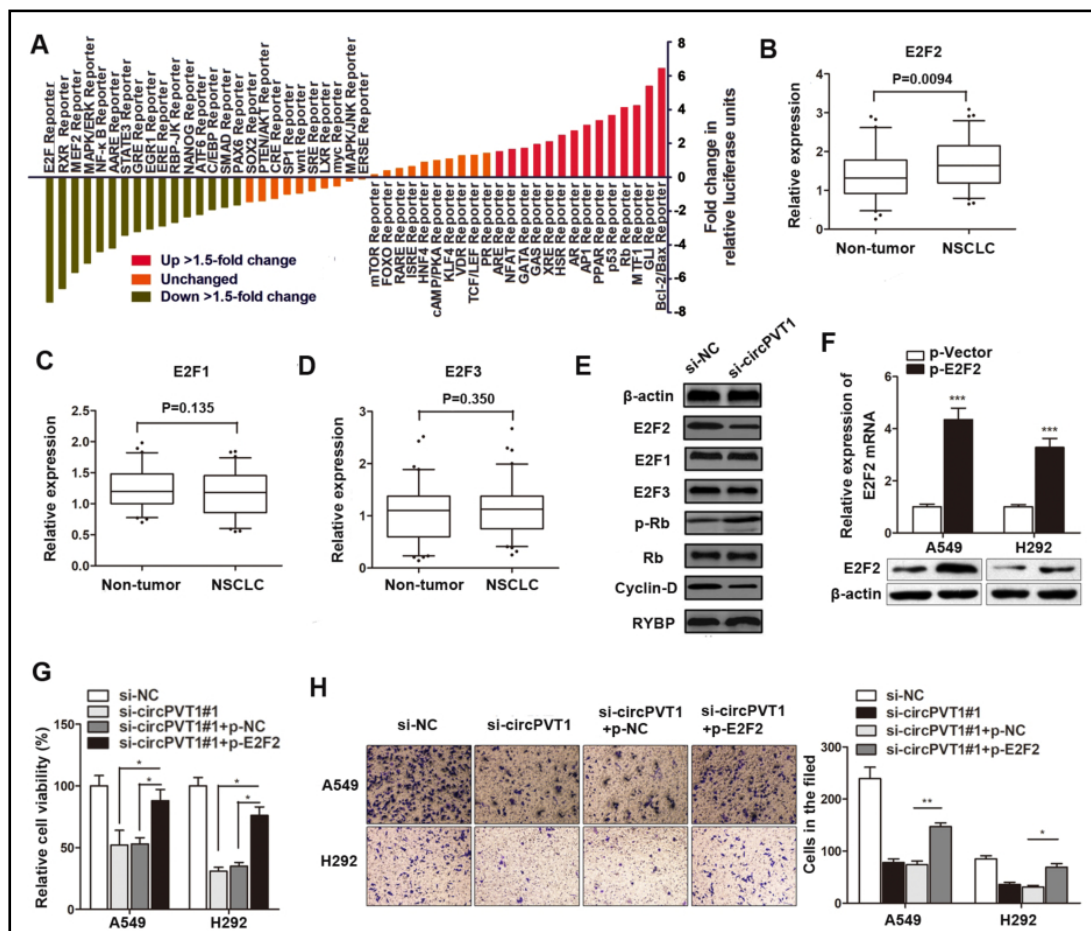 A
E2F Reporter
RXR Reporter
MEF2 Reporter
MAPK/ERK Reporter
NF-κ B Reporter
AARE Reporter
STATE3 Reporter
GRE Reporter
EGR1 Reporter
ERE Reporter
RBP-JK Reporter
NANOG Reporter
ATF6 Reporter
C/EBP Reporter
SMAD Reporter
PAX6 Reporter
SOX2 Reporter
PTEN/AKT Reporter
CRE Reporter
SP1 Reporter
wnt Reporter
SRE Reporter
LXR Reporter
myc Reporter
MAPK/JNK Reporter
ERSE Reporter
mTOR Reporter
FOXO Reporter
RARE Reporter
ISRE Reporter
HNF4 Reporter
cAMP/PKA Reporter
KLF4 Reporter
VDR Reporter
TCF/LEF Reporter
PR Reporter
ARE Reporter
NFAT Reporter
GATA Reporter
GAS Reporter
XRE Reporter
HSR Reporter
AR Reporter
AP1 Reporter
PPAR Reporter
p53 Reporter
Rb Reporter
MTF1 Reporter
GLI Reporter
Bcl-2/Bax Reporter
8
6
4
2
0
-2
-4
-6
-8
Fold change in
relative luciferase units
Up >1.5-fold change
Unchanged
Down >1.5-fold change
B
E2F2
P=0.0094
Relative expression
4
3
2
1
0
Non-tumor
NSCLC
C
E2F1
P=0.135
Relative expression
2.5
2.0
1.5
1.0
0.5
0.0
Non-tumor
NSCLC
D
E2F3
P=0.350
Relative expression
3
2
1
0
Non-tumor
NSCLC
E
si-NC
si-circPVT1
β-actin
E2F2
E2F1
E2F3
p-Rb
Rb
Cyclin-D
RYBP
F
p-Vector
p-E2F2
Relative expression of
E2F2 mRNA
8
6
4
2
0
***
***
A549
H292
E2F2
β-actin
G
si-NC
si-circPVT1#1
si-circPVT1#1+p-NC
si-circPVT1#1+p-E2F2
Relative cell viability (%)
150
100
50
0
*
*
*
*
A549
H292
H
si-NC
si-circPVT1
si-circPVT1
+p-NC
si-circPVT1
+p-E2F2
A549
H292
si-NC
si-circPVT1#1
si-circPVT1#1+p-NC
si-circPVT1#1+p-E2F2
Cells in the filed
300
200
100
0
**
*
A549
H292